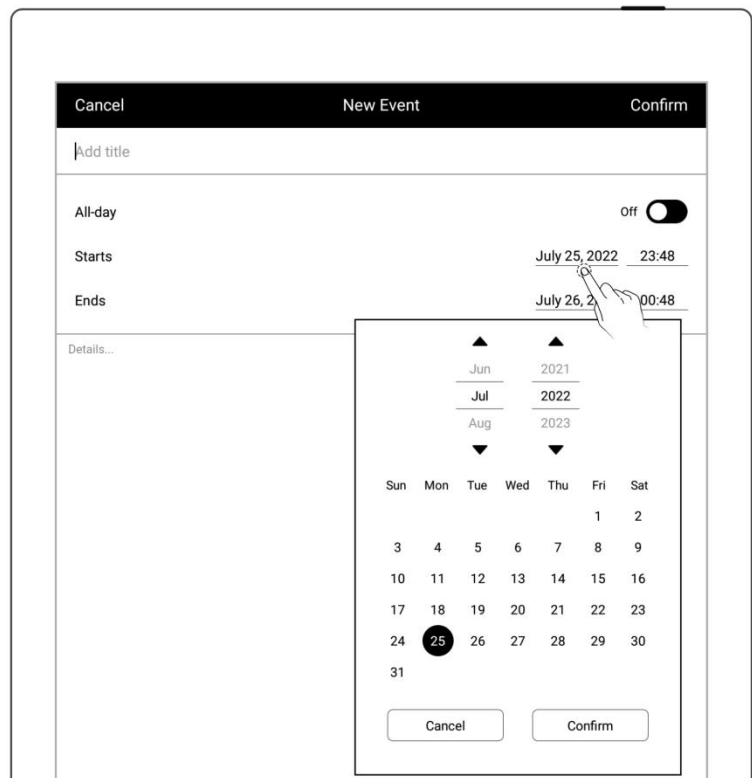 Cancel New Event Confirm
Add title
All-day Off
Starts July 25, 2022 23:48
Ends July 26, 2 00:48
Details...
Jun 2021
Jul 2022
Aug 2023
Sun Mon Tue Wed Thu Fri Sat
1 2
3 4 5 6 7 8 9
10 11 12 13 14 15 16
17 18 19 20 21 22 23
24 25 26 27 28 29 30
31
Cancel Confirm